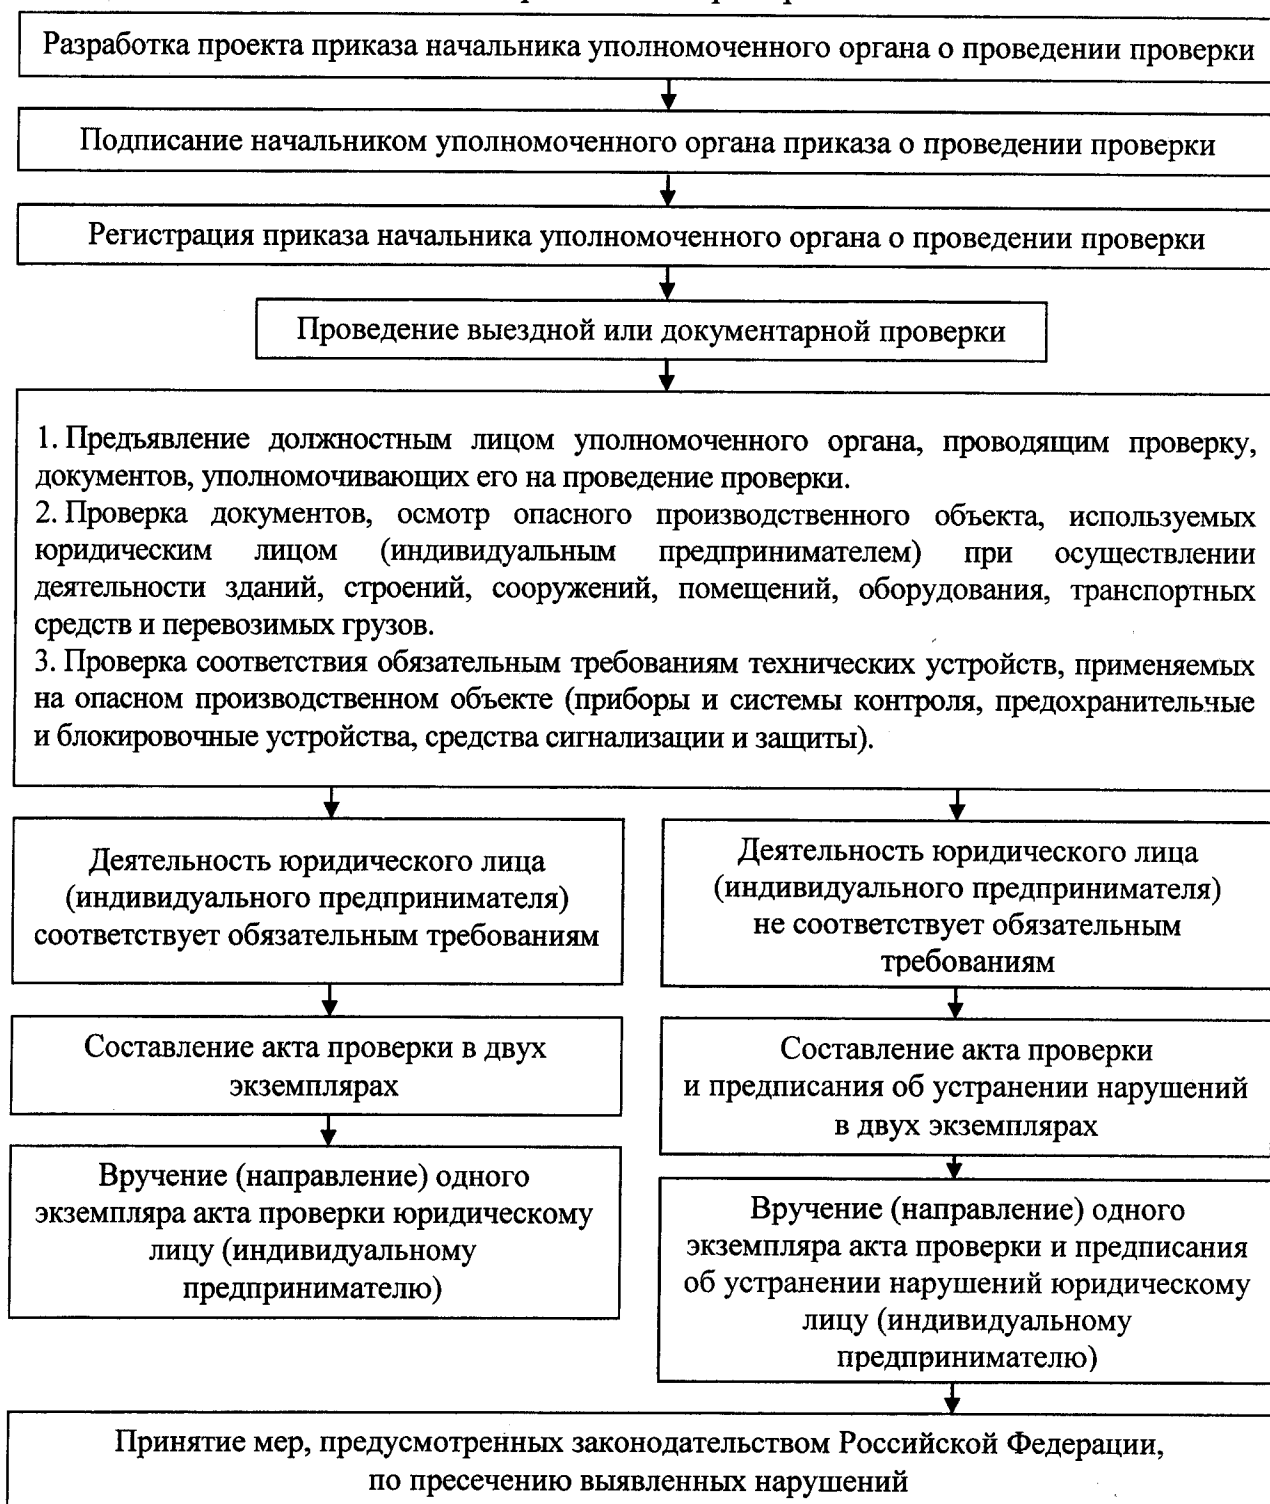 Разработка проекта приказа начальника уполномоченного органа о проведении проверки
Подписание начальником уполномоченного органа приказа о проведении проверки
Регистрация приказа начальника уполномоченного органа о проведении проверки
Проведение выездной или документарной проверки
1. Предъявление должностным лицом уполномоченного органа, проводящим проверку,
документов, уполномочивающих его на проведение проверки.
2. Проверка документов, осмотр опасного производственного объекта, используемых
юридическим лицом (индивидуальным предпринимателем) при осуществлении
деятельности зданий, строений, сооружений, помещений, оборудования, транспортных
средств и перевозимых грузов.
3. Проверка соответствия обязательным требованиям технических устройств, применяемых
на опасном производственном объекте (приборы и системы контроля, предохранительные
и блокировочные устройства, средства сигнализации и защиты).
Деятельность юридического лица
(индивидуального предпринимателя)
соответствует обязательным требованиям
Составление акта проверки в двух
экземплярах
Вручение (направление) одного
экземпляра акта проверки юридическому
лицу (индивидуальному
предпринимателю)
Деятельность юридического лица
(индивидуального предпринимателя)
не соответствует обязательным
требованиям
Составление акта проверки
и предписания об устранении нарушений
в двух экземплярах
Вручение (направление) одного
экземпляра акта проверки и предписания
об устранении нарушений юридическому
лицу (индивидуальному
предпринимателю)
Принятие мер, предусмотренных законодательством Российской Федерации,
по пресечению выявленных нарушений